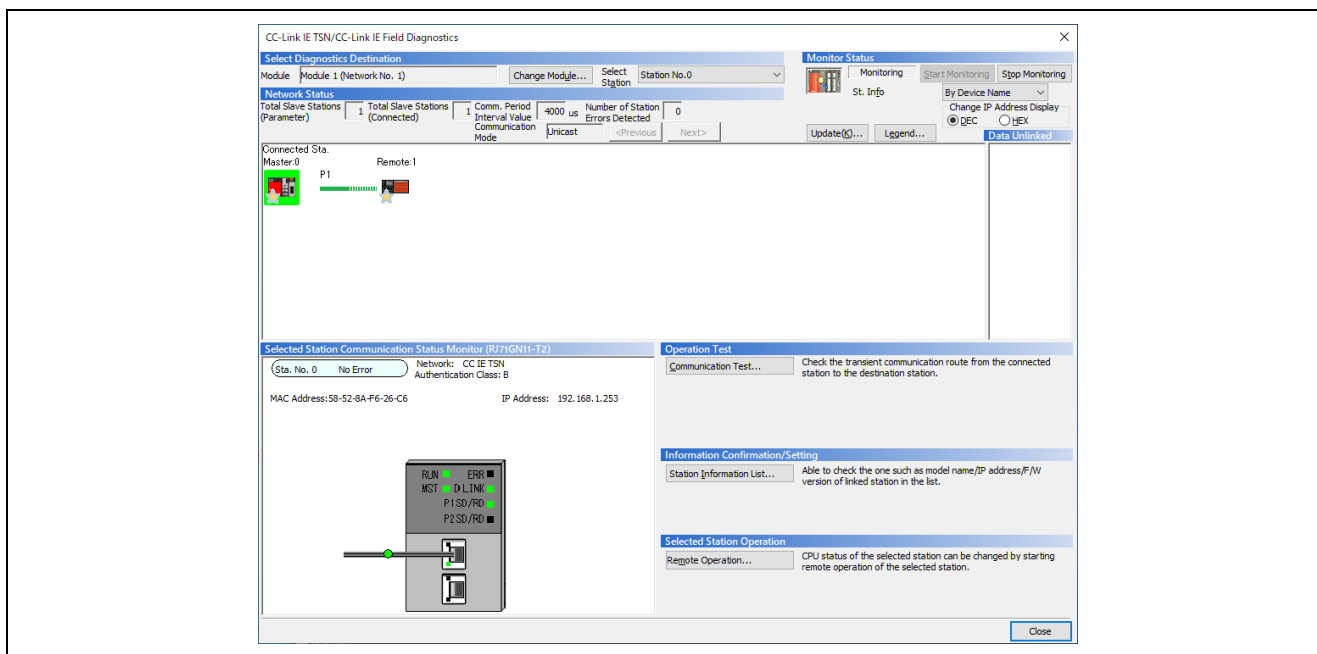 CC-Link IE TSN/CC-Link IE Field Diagnostics
Select Diagnostics Destination
Monitor Status
Module Module 1 (Network No. 1) Change Module... Select Station Station No.0
Monitoring Start Monitoring Stop Monitoring
St. Info By Device Name
Network Status
Total Slave Stations (Parameter) 1 Total Slave Stations (Connected) 1 Comm. Period Interval Value 4000 us Number of Station Errors Detected 0
Change IP Address Display
DEC HEX
Communication Mode Unicast <Previous Next>
Update(K)... Legend...
Data Unlinked
Connected Sta.
Master:0 Remote:1
P1
Selected Station Communication Status Monitor (RJ71GN11-T2)
Sta. No. 0 No Error
Network: CC IE TSN
Authentication Class: B
MAC Address:58-52-8A-F6-26-C6 IP Address: 192.168.1.253
RUN ERR
MST D LINK
P1 SD/RD
P2 SD/RD
Operation Test
Communication Test...
Check the transient communication route from the connected
station to the destination station.
Information Confirmation/Setting
Station Information List...
Able to check the one such as model name/IP address/F/W
version of linked station in the list.
Selected Station Operation
Remote Operation...
CPU status of the selected station can be changed by starting
remote operation of the selected station.
Close